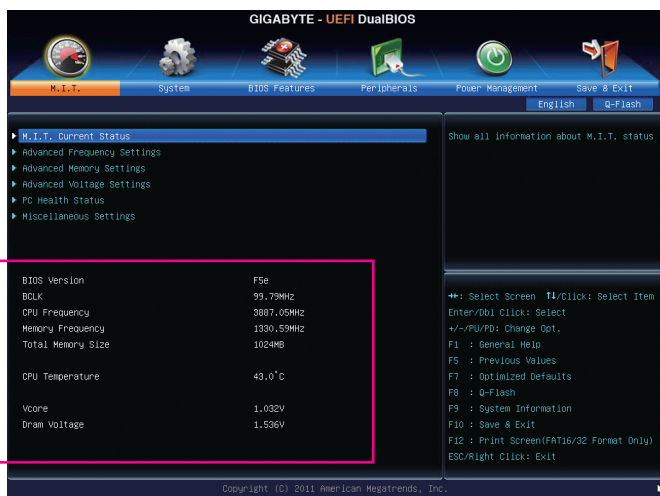 GIGABYTE - UEFI DualBIOS
M.I.T. System BIOS Features Peripherals Power Management Save & Exit
English Q-Flash
M.I.T. Current Status
Advanced Frequency Settings
Advanced Memory Settings
Advanced Voltage Settings
PC Health Status
Miscellaneous Settings
Show all information about M.I.T. status
BIOS Version F5e
BCLK 99.79MHz
CPU Frequency 3887.05MHz
Memory Frequency 1330.59MHz
Total Memory Size 1024MB
CPU Temperature 43.0°C
Vcore 1.032V
Dram Voltage 1.536V
↔: Select Screen ↑↓/Click: Select Item
Enter/Dbl Click: Select
+/-/PU/PD: Change Opt.
F1 : General Help
F5 : Previous Values
F7 : Optimized Defaults
F8 : Q-Flash
F9 : System Information
F10 : Save & Exit
F12 : Print Screen(FAT16/32 Format Only)
ESC/Right Click: Exit
Copyright (C) 2011 American Megatrends, Inc.